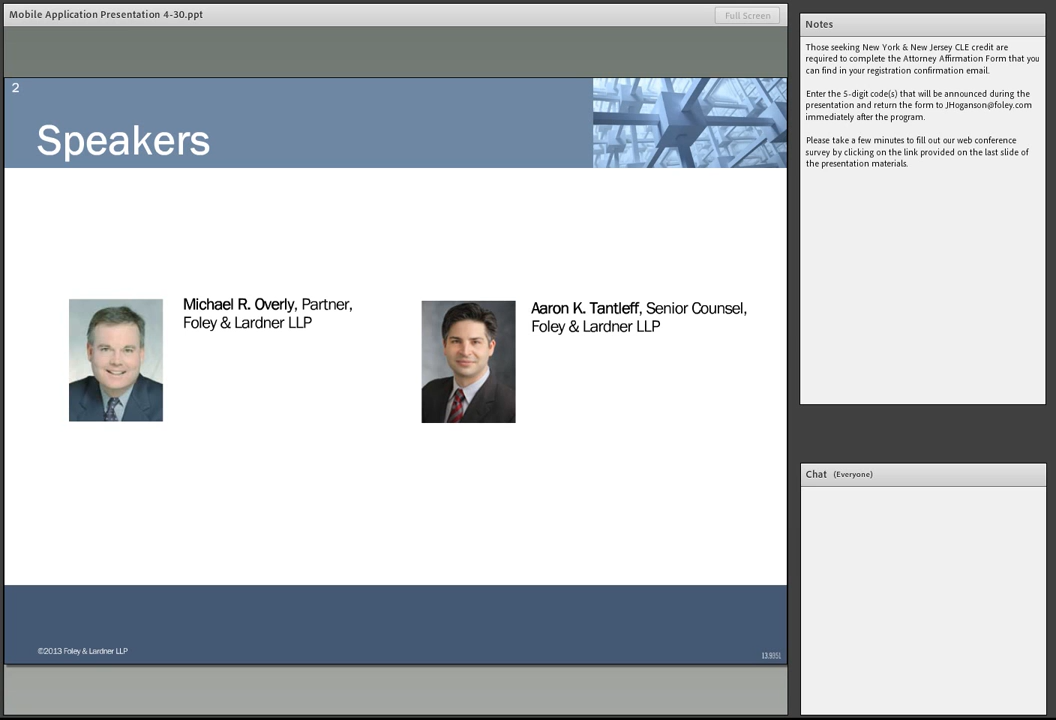 Mobile Application Presentation 4-30.ppt
Full Screen
2
Speakers
Michael R. Overly, Partner,
Foley & Lardner LLP
Aaron K. Tantleff, Senior Counsel,
Foley & Lardner LLP
©2013 Foley & Lardner LLP
13.9351
Notes
Those seeking New York & New Jersey CLE credit are
required to complete the Attorney Affirmation Form that you
can find in your registration confirmation email.
Enter the 5-digit code(s) that will be announced during the
presentation and return the form to JHoganson@foley.com
immediately after the program.
Please take a few minutes to fill out our web conference
survey by clicking on the link provided on the last slide of
the presentation materials.
Chat (Everyone)